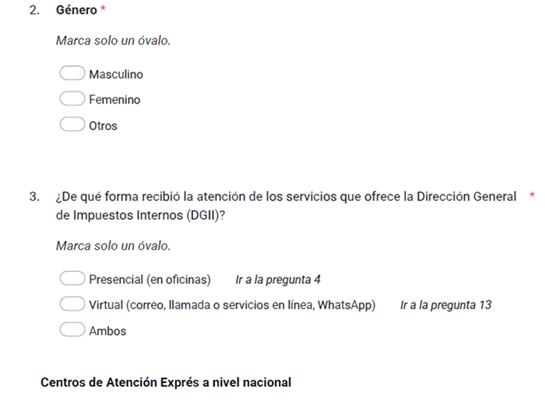 2. Género *
Marca solo un óvalo.
Masculino
Femenino
Otros
3. ¿De qué forma recibió la atención de los servicios que ofrece la Dirección General *
de Impuestos Internos (DGII)?
Marca solo un óvalo.
Presencial (en oficinas) Ir a la pregunta 4
Virtual (correo, llamada o servicios en línea, WhatsApp) Ir a la pregunta 13
Ambos
Centros de Atención Exprés a nivel nacional